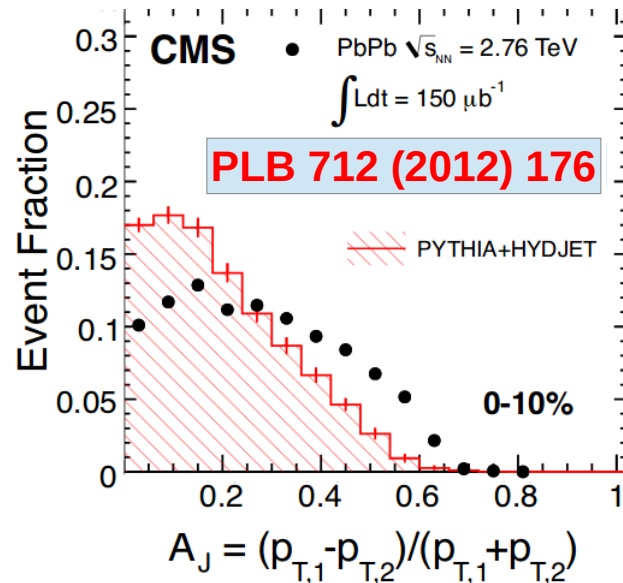 CMS
PbPb √s_NN = 2.76 TeV
∫Ldt = 150 μb⁻¹
PLB 712 (2012) 176
PYTHIA+HYDJET
0-10%
Event Fraction
0.3
0.25
0.2
0.15
0.1
0.05
0
0.2
0.4
0.6
0.8
1
A_J = (p_T,1-p_T,2)/(p_T,1+p_T,2)